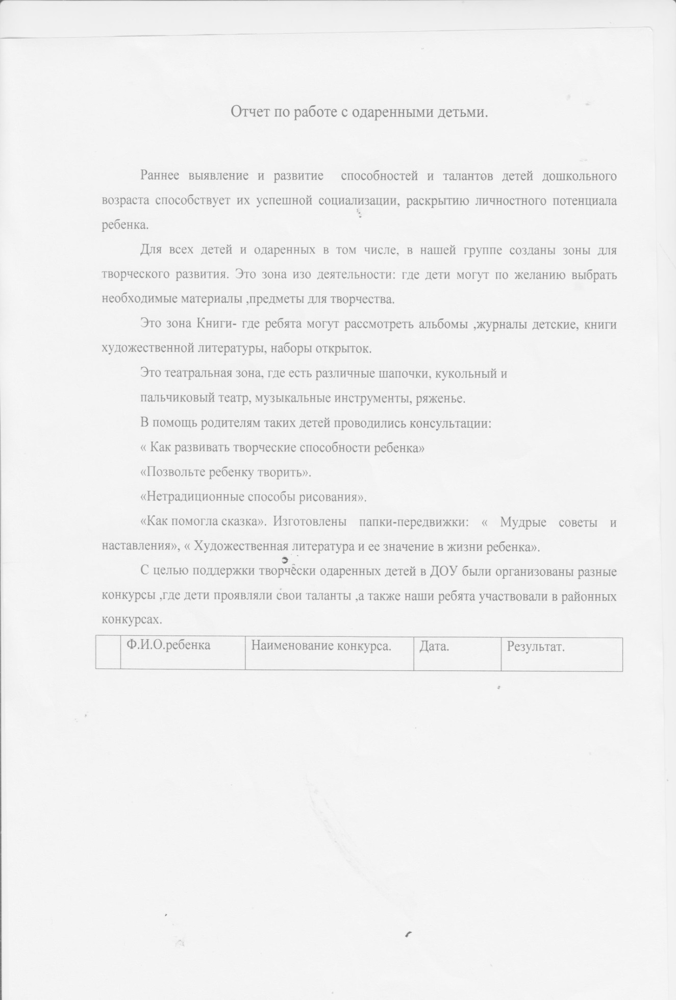 Отчет по работе с одаренными детьми.
Раннее выявление и развитие способностей и талантов детей дошкольного
возраста способствует их успешной социализации, раскрытию личностного потенциала
ребенка.
Для всех детей и одаренных в том числе, в нашей группе созданы зоны для
творческого развития. Это зона изо деятельности: где дети могут по желанию выбрать
необходимые материалы ,предметы для творчества.
Это зона Книги- где ребята могут рассмотреть альбомы ,журналы детские, книги
художественной литературы, наборы открыток.
Это театральная зона, где есть различные шапочки, кукольный и
пальчиковый театр, музыкальные инструменты, ряженье.
В помощь родителям таких детей проводились консультации:
« Как развивать творческие способности ребенка»
«Позвольте ребенку творить».
«Нетрадиционные способы рисования».
«Как помогла сказка». Изготовлены папки-передвижки: « Мудрые советы и
наставления», « Художественная литература и ее значение в жизни ребенка».
С целью поддержки творчески одаренных детей в ДОУ были организованы разные
конкурсы ,где дети проявляли свои таланты ,а также наши ребята участвовали в районных
конкурсах.
Ф.И.О.ребенка Наименование конкурса. Дата. Результат.